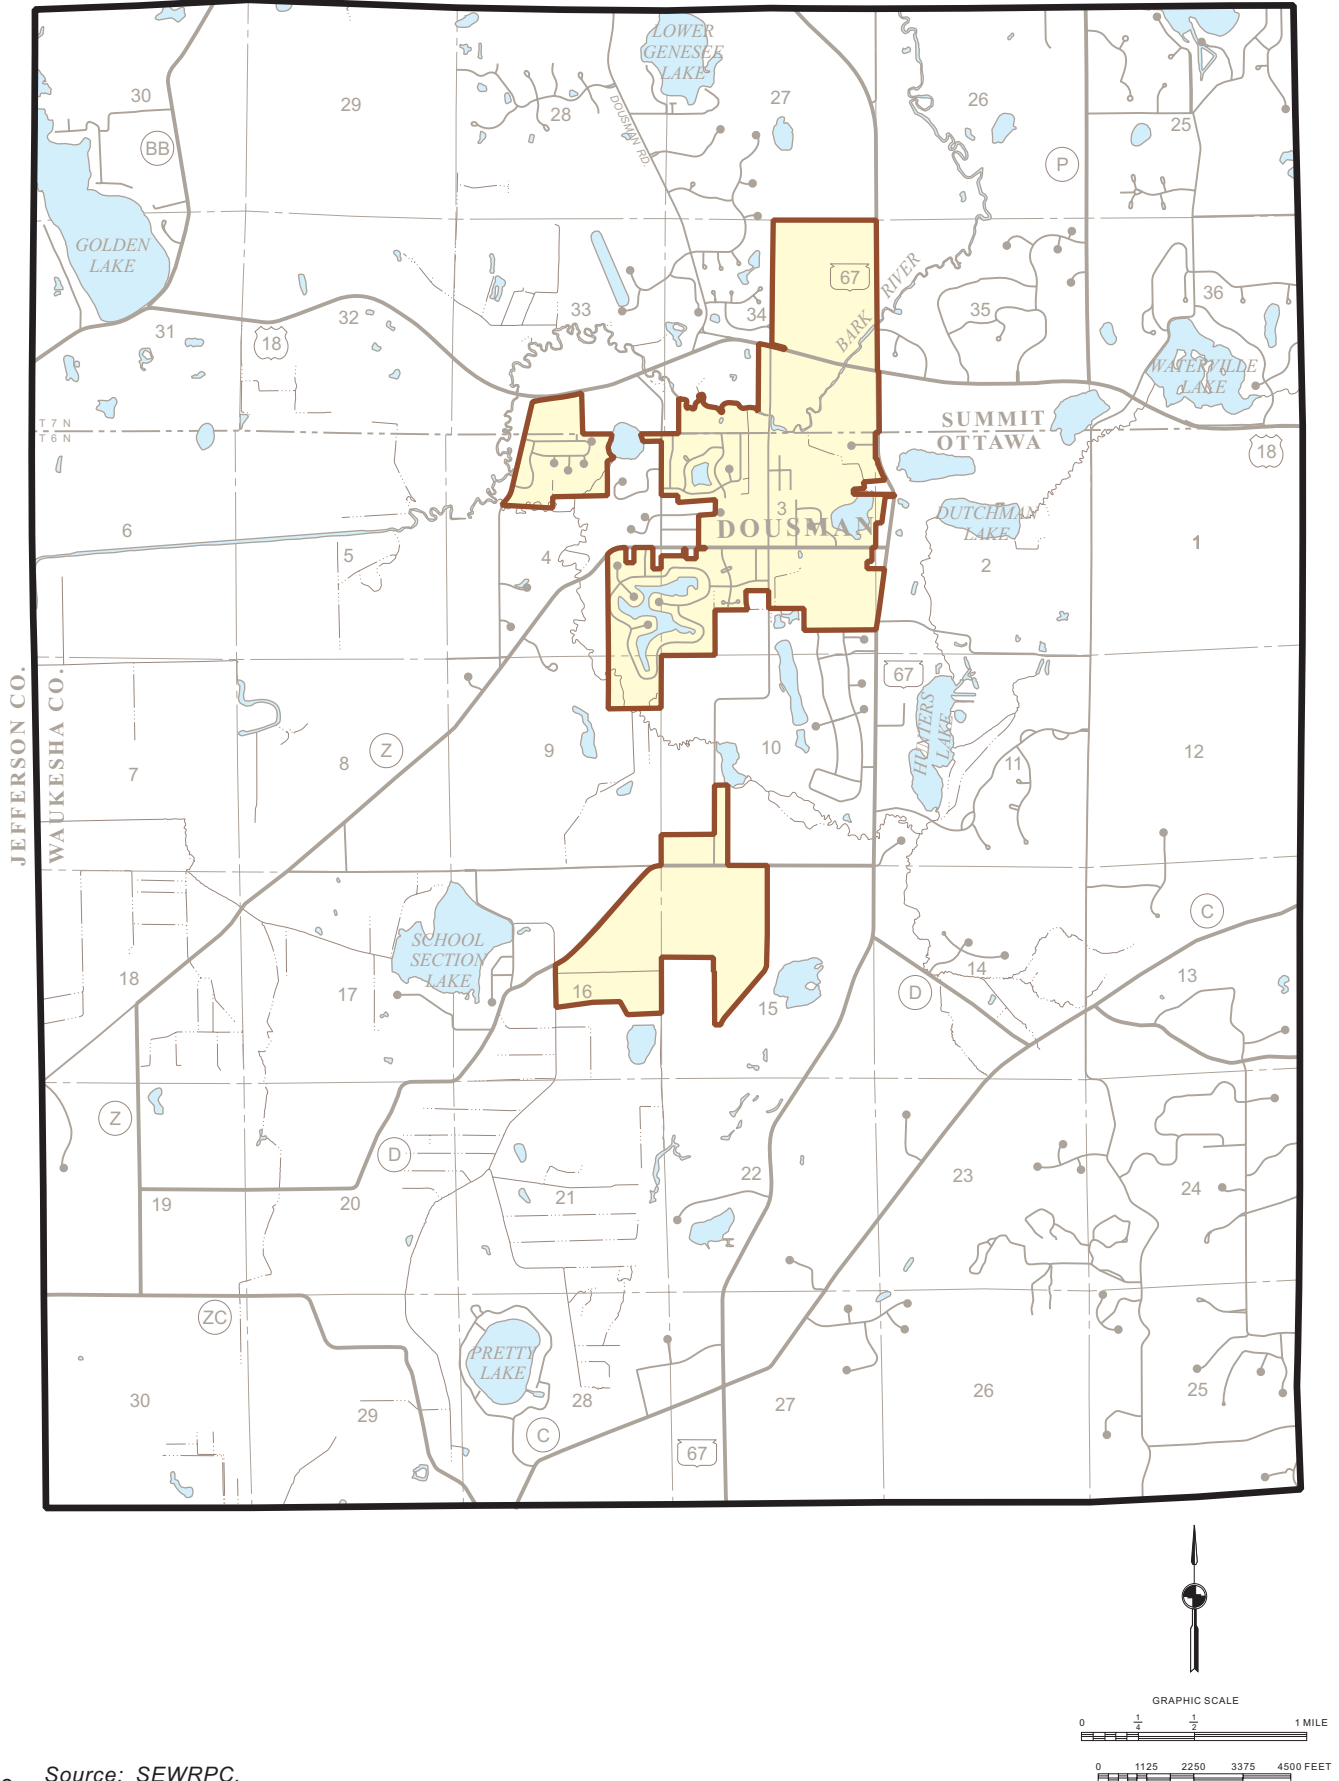 LOWER
GENESEE
LAKE
30
29
28
27
26
25
DOUSMAN RD
BB
P
GOLDEN
LAKE
67
BARK RIVER
31
18
32
33
34
35
36
WATERVILLE
LAKE
T 7 N
T 6 N
SUMMIT
OTTAWA
18
6
5
4
3
DOUSMAN
DUTCHMAN
LAKE
2
1
JEFFERSON CO.
WAUKESHA CO.
67
HUNTERS
LAKE
7
8
Z
9
10
11
12
SCHOOL
SECTION
LAKE
C
18
17
16
15
D
14
13
Z
D
19
20
21
22
23
24
ZC
PRETTY
LAKE
30
29
28
27
26
25
C
67
GRAPHIC SCALE
0 1/4 1/2 1 MILE
0 1125 2250 3375 4500 FEET
Source: SEWRPC.